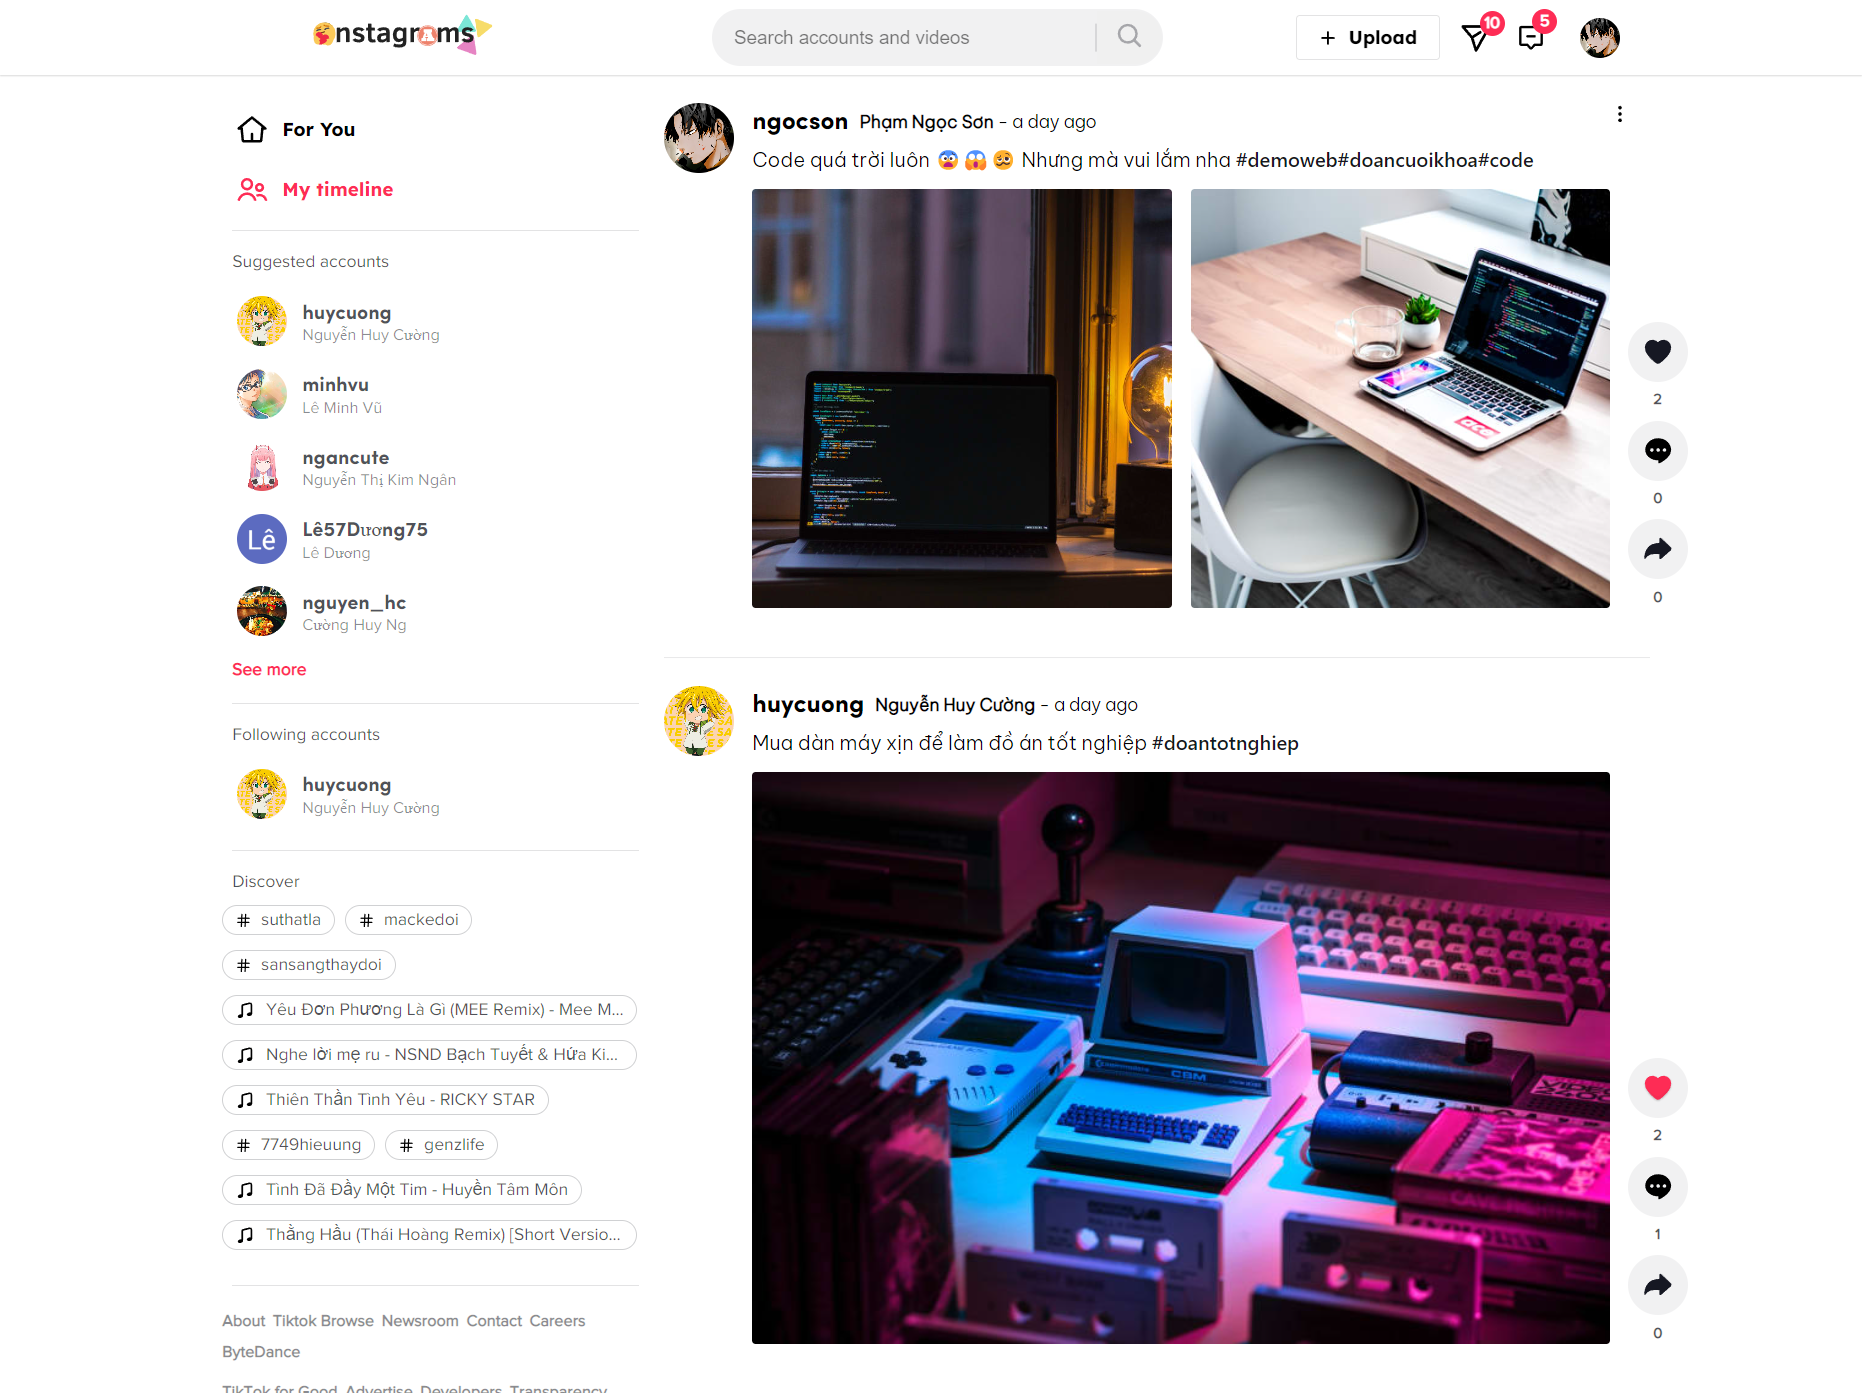 onstagrams
Search accounts and videos
Upload
10
5
For You
My timeline
Suggested accounts
huycuong
Nguyễn Huy Cường
minhvu
Lê Minh Vũ
ngancute
Nguyễn Thị Kim Ngân
Lê
Lê57Dương75
Lê Dương
nguyen_hc
Cường Huy Ng
See more
Following accounts
huycuong
Nguyễn Huy Cường
Discover
# suthatla
# mackedoi
# sansangthaydoi
Yêu Đơn Phương Là Gì (MEE Remix) - Mee M...
Nghe lời mẹ ru - NSND Bạch Tuyết & Hứa Ki...
Thiên Thần Tình Yêu - RICKY STAR
# 7749hieuung
# genzlife
Tình Đã Đầy Một Tim - Huyền Tâm Môn
Thằng Hầu (Thái Hoàng Remix) [Short Versio...
About Tiktok Browse Newsroom Contact Careers
ByteDance
TikTok for Good Advertise Developers Transparency
ngocson Phạm Ngọc Sơn - a day ago
Code quá trời luôn 😨 😱 🥴 Nhưng mà vui lắm nha #demoweb#doancuoikhoa#code
2
0
0
huycuong Nguyễn Huy Cường - a day ago
Mua dàn máy xịn để làm đồ án tốt nghiệp #doantotnghiep
CBM
2
1
0